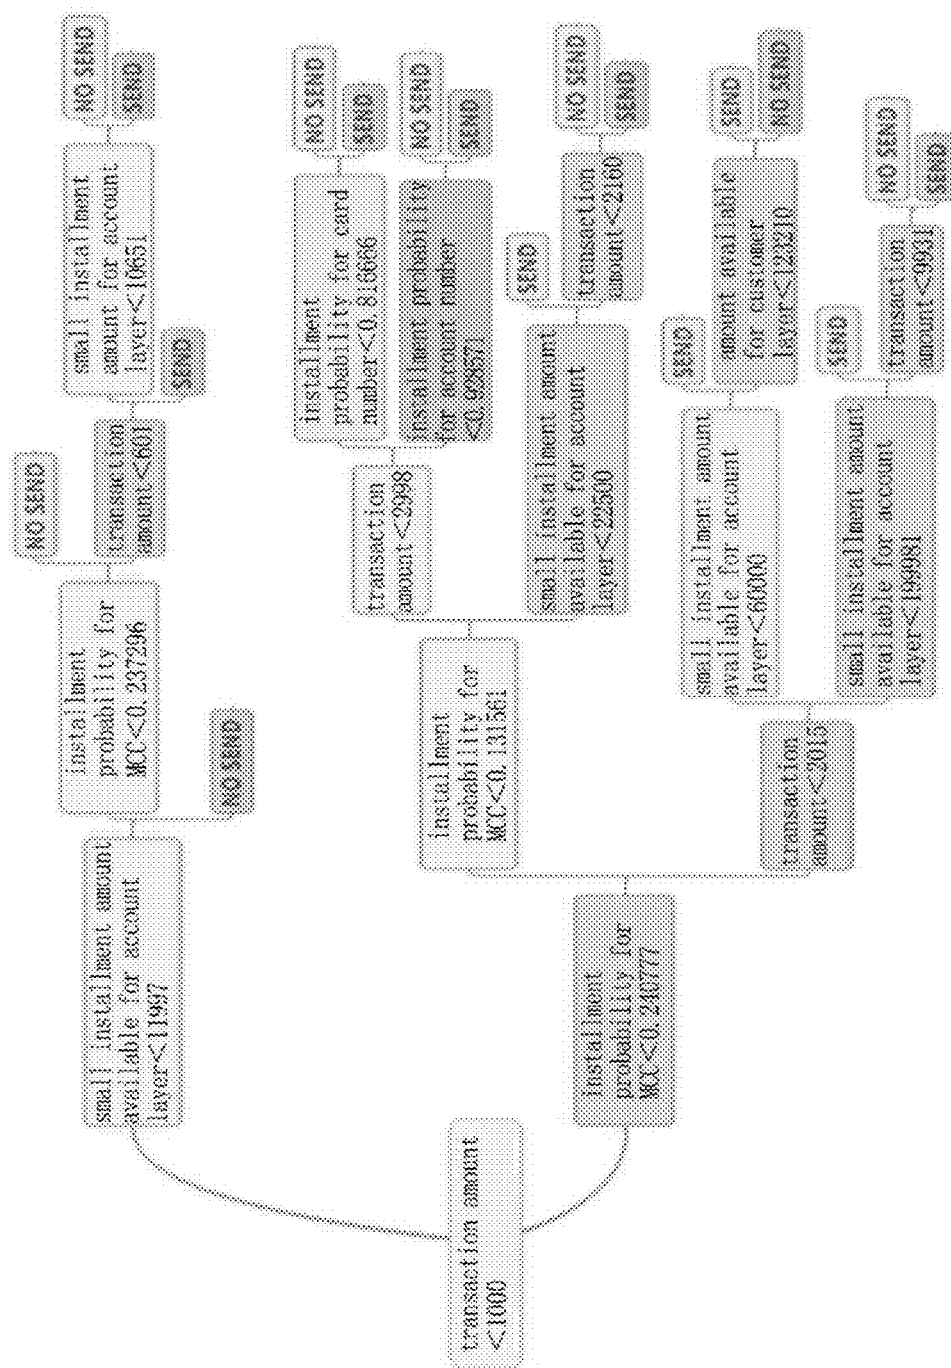 transaction amount
<1000
small installment amount
available for account
layer<11997
installment
probability for
MCC<0.237296
NO SEND
NO SEND
transaction
amount<601
small installment
amount for account
layer<10651
NO SEND
SEND
SEND
installment
probability for
MCC<0.240777
installment
probability for
MCC<0.131561
transaction
amount<2998
installment
probability for card
number<0.816666
NO SEND
SEND
installment probability
for account number
<0.928571
NO SEND
SEND
small installment amount
available for account
layer<22500
SEND
transaction
amount<2160
NO SEND
SEND
transaction
amount<2015
small installment amount
available for account
layer<60000
SEND
amount available
for customer
layer<123210
SEND
NO SEND
small installment amount
available for account
layer<199981
SEND
transaction
amount<9931
NO SEND
SEND